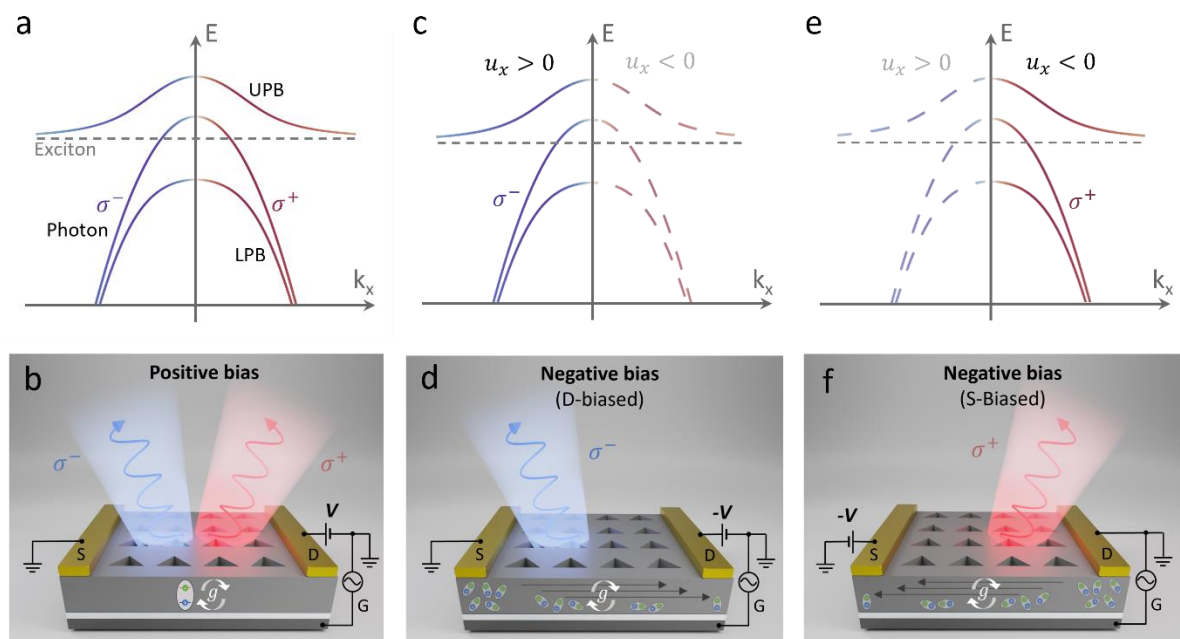 a
E
UPB
Exciton
σ⁻
σ⁺
Photon
LPB
kₓ
c
E
uₓ > 0
uₓ < 0
σ⁻
kₓ
e
E
uₓ > 0
uₓ < 0
σ⁺
kₓ
b
Positive bias
σ⁻
σ⁺
V
S
D
g
G
d
Negative bias
(D-biased)
σ⁻
-V
S
D
g
G
f
Negative bias
(S-Biased)
σ⁺
-V
S
D
g
G